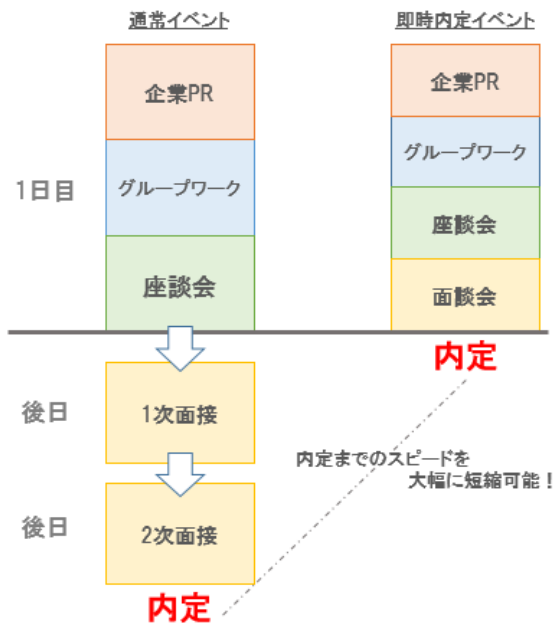 通常イベント
即時内定イベント
企業PR
企業PR
グループワーク
グループワーク
1日目
座談会
座談会
面談会
内定
後日
1次面接
内定までのスピードを
大幅に短縮可能！
後日
2次面接
内定